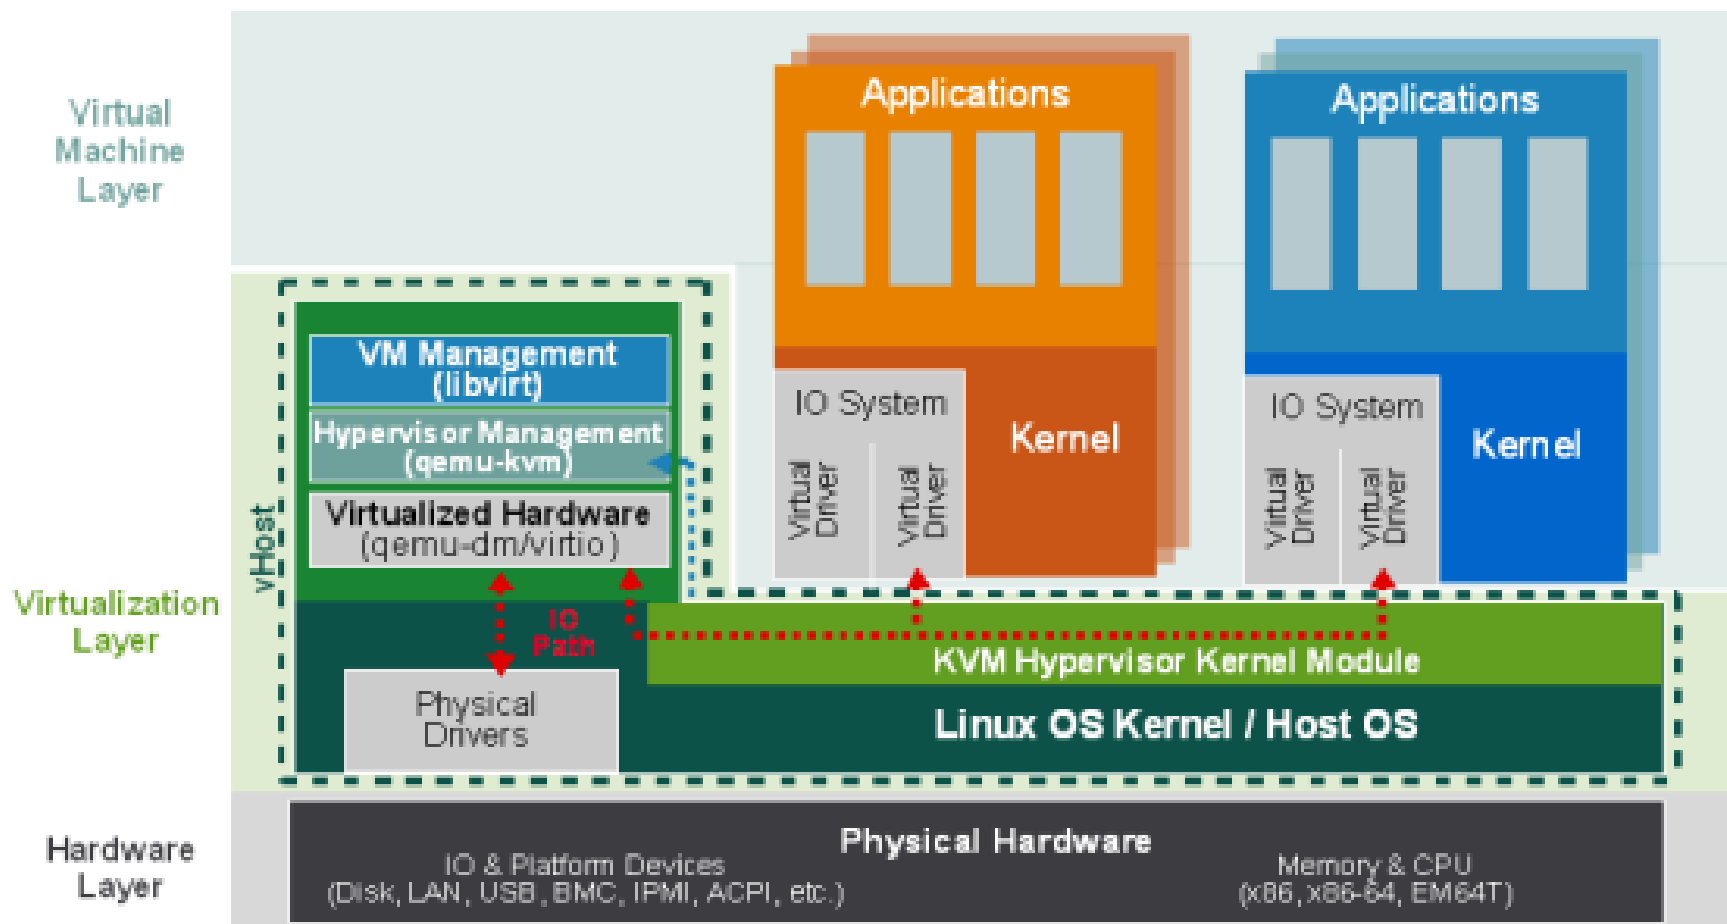 Virtual
Machine
Layer
Applications
Applications
VM Management
(libvirt)
Hypervisor Management
(qemu-kvm)
Virtualized Hardware
(qemu-dm/virtio)
IO System
Kernel
Virtual
Driver
Virtual
Driver
IO System
Kernel
Virtual
Driver
Virtual
Driver
vHost
Virtualization
Layer
IO
Path
KVM Hypervisor Kernel Module
Physical
Drivers
Linux OS Kernel / Host OS
Hardware
Layer
Physical Hardware
IO & Platform Devices
(Disk, LAN, USB, BMC, IPMI, ACPI, etc.)
Memory & CPU
(x86, x86-64, EM64T)